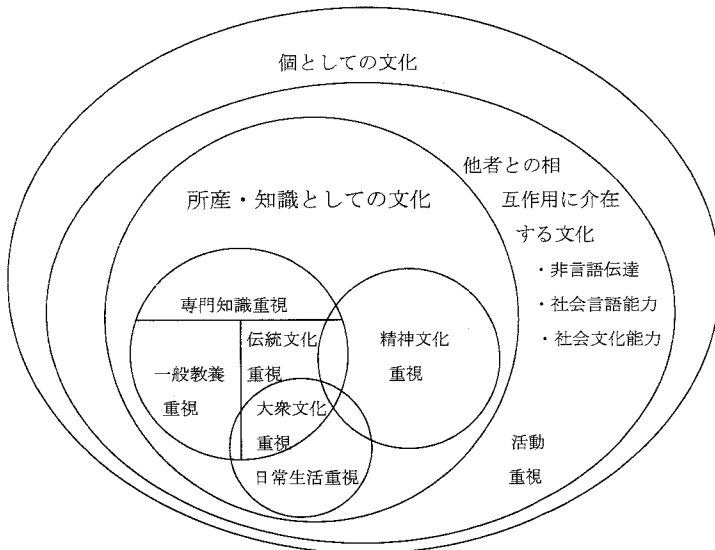 個としての文化
他者との相
互作用に介在
する文化
・非言語伝達
・社会言語能力
・社会文化能力
所産・知識としての文化
専門知識重視
伝統文化
重視
精神文化
重視
一般教養
重視
大衆文化
重視
日常生活重視
活動
重視